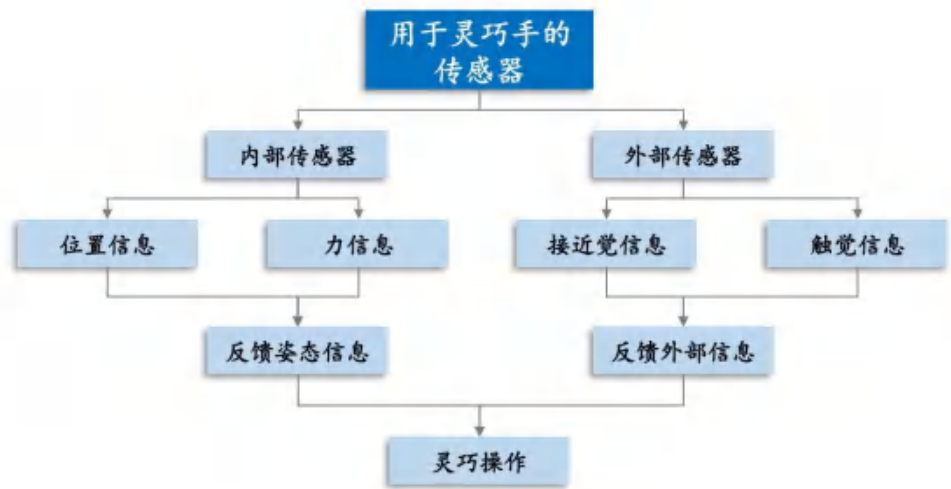 用于灵巧手的
传感器
内部传感器
外部传感器
位置信息
力信息
接近觉信息
触觉信息
反馈姿态信息
反馈外部信息
灵巧操作